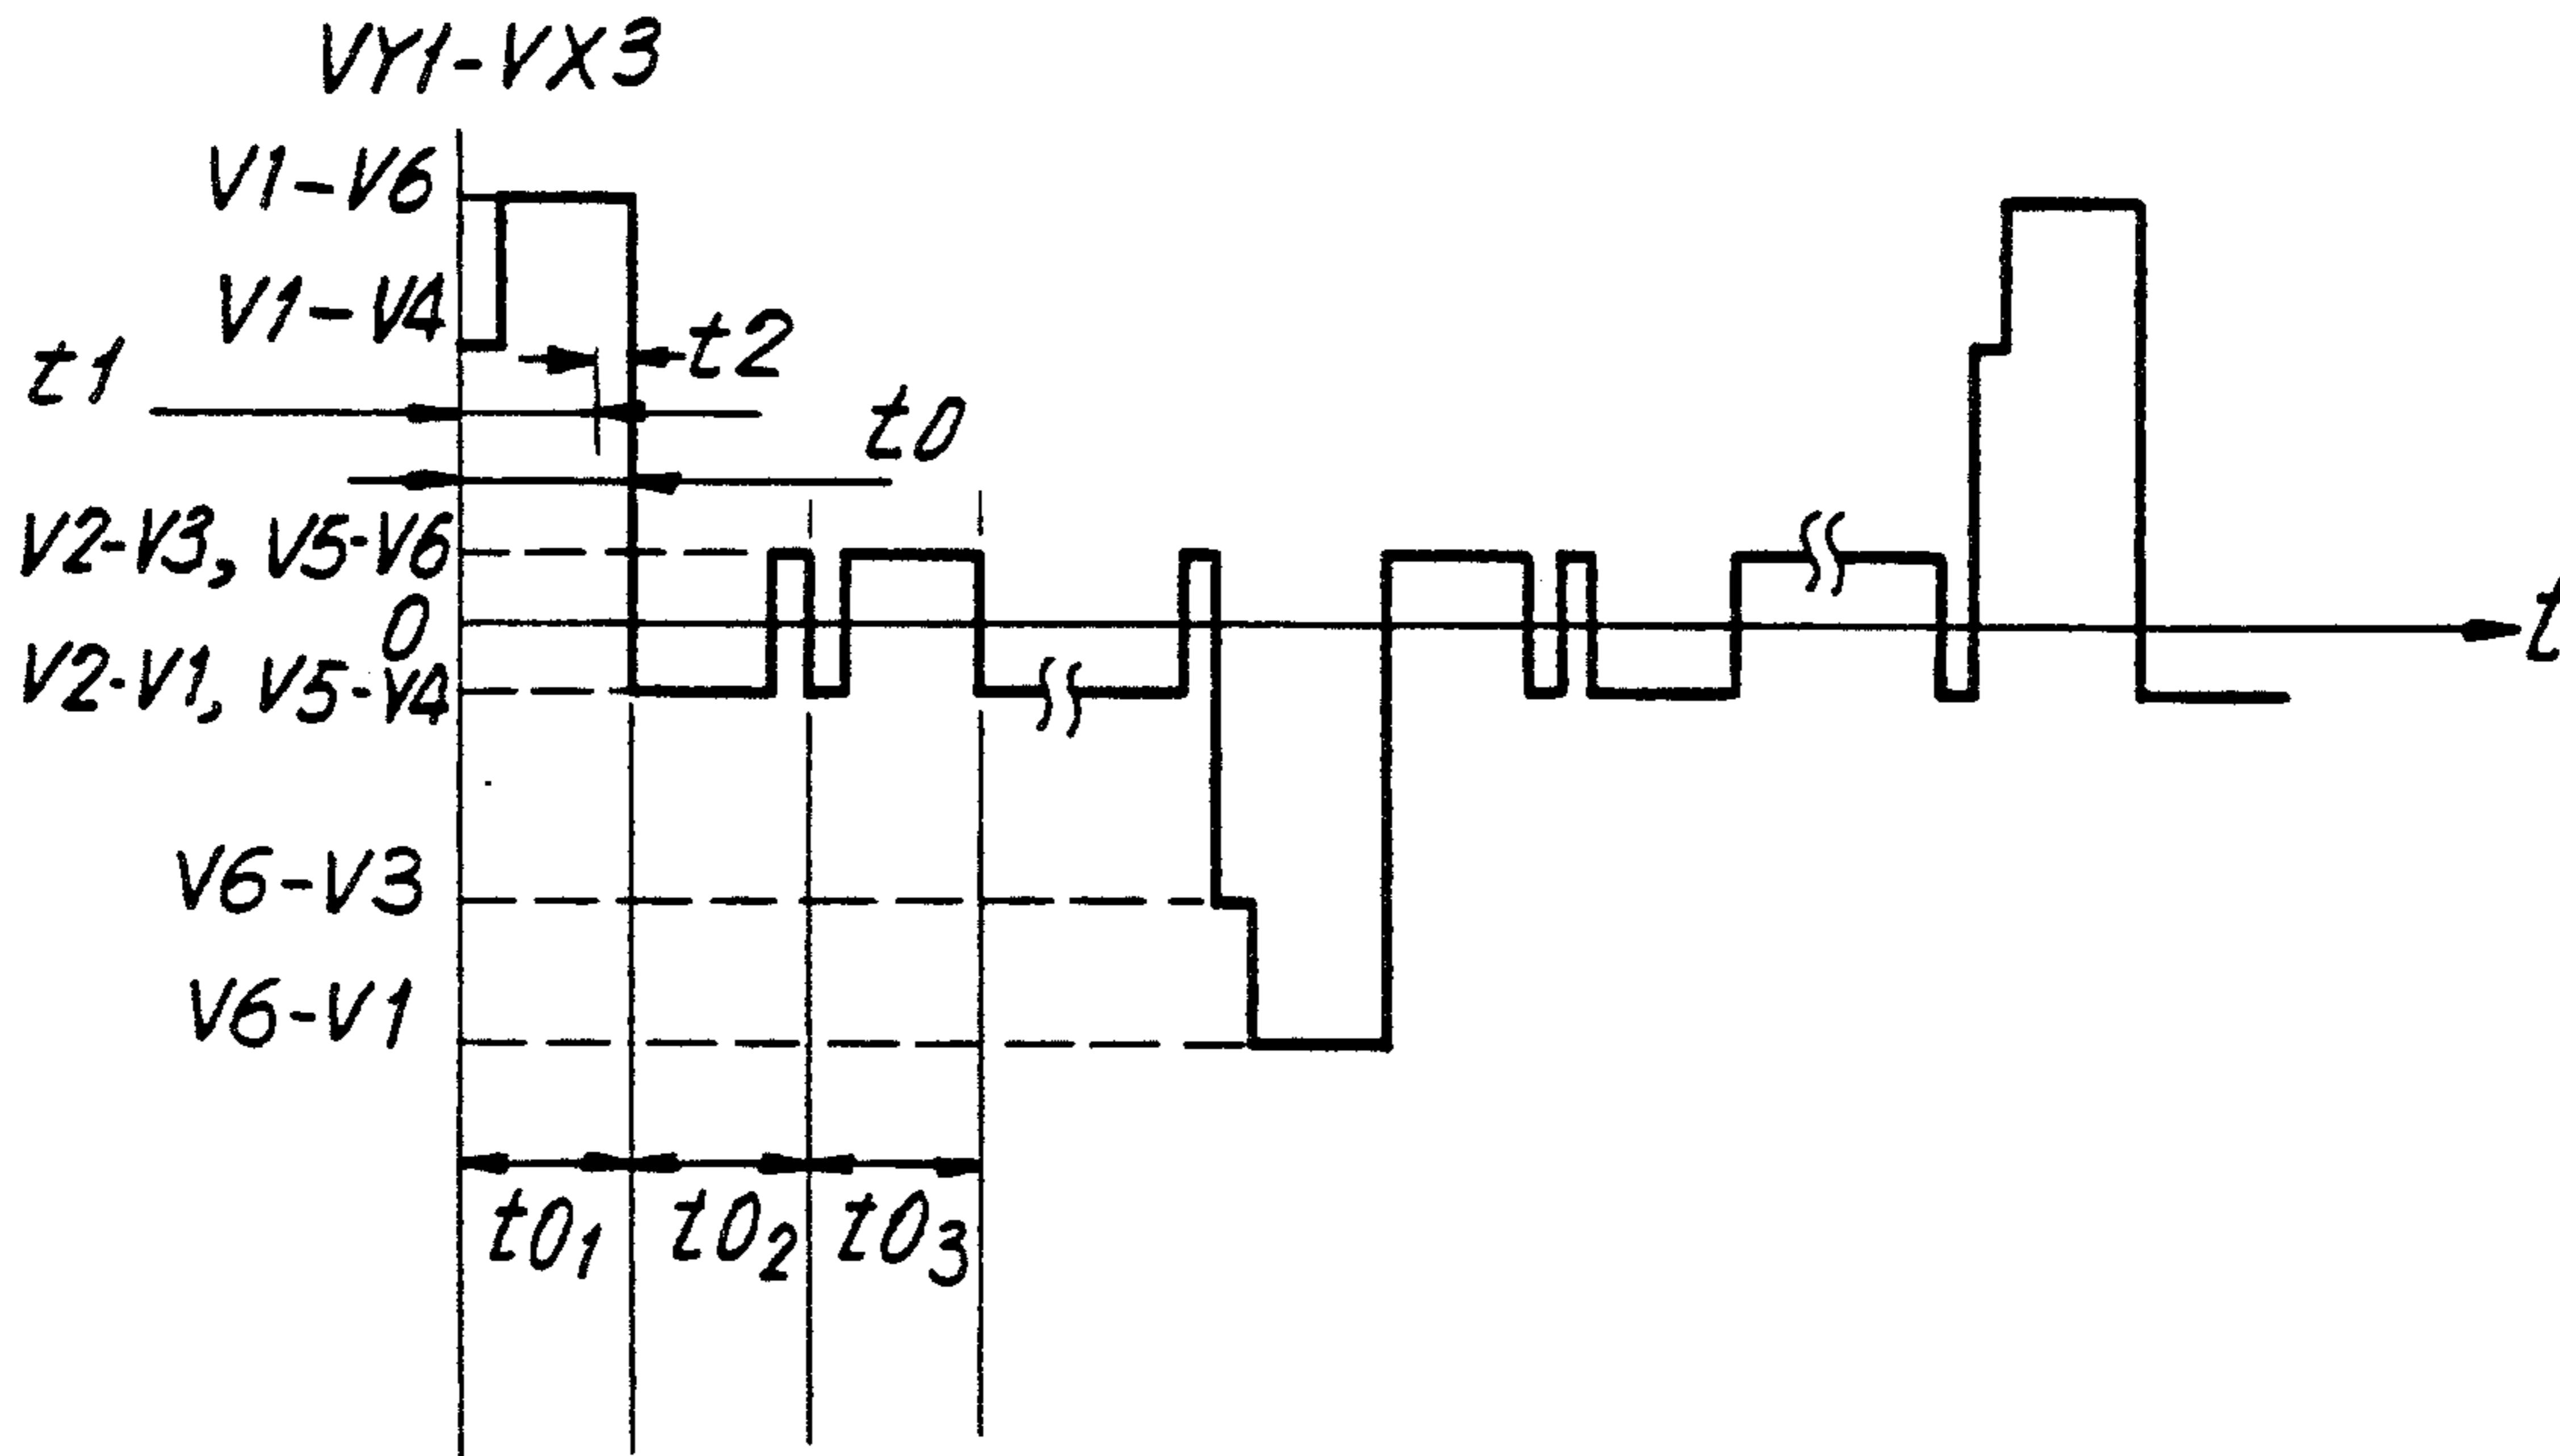 VY1-VX3
V1-V6
V1-V4
t1
t2
t0
V2-V3, V5-V6
0
V2-V1, V5-V4
t
V6-V3
V6-V1
t0₁ t0₂ t0₃